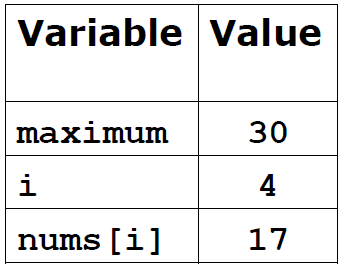 Variable Value
maximum 30
i 4
nums[i] 17